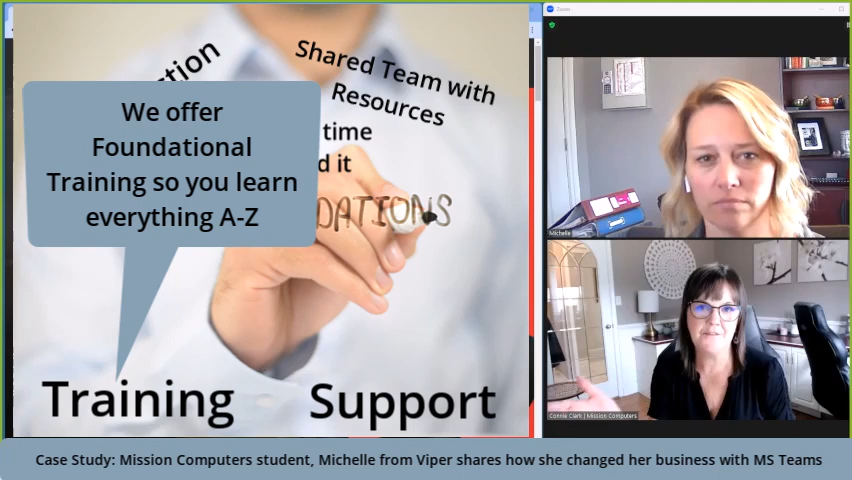 tion
Shared Team with
Resources
We offer
Foundational
Training so you learn
everything A-Z
time
d it
DATIONS
Training
Support
Zoom
Michelle
Connie Clark | Mission Computers
Case Study: Mission Computers student, Michelle from Viper shares how she changed her business with MS Teams